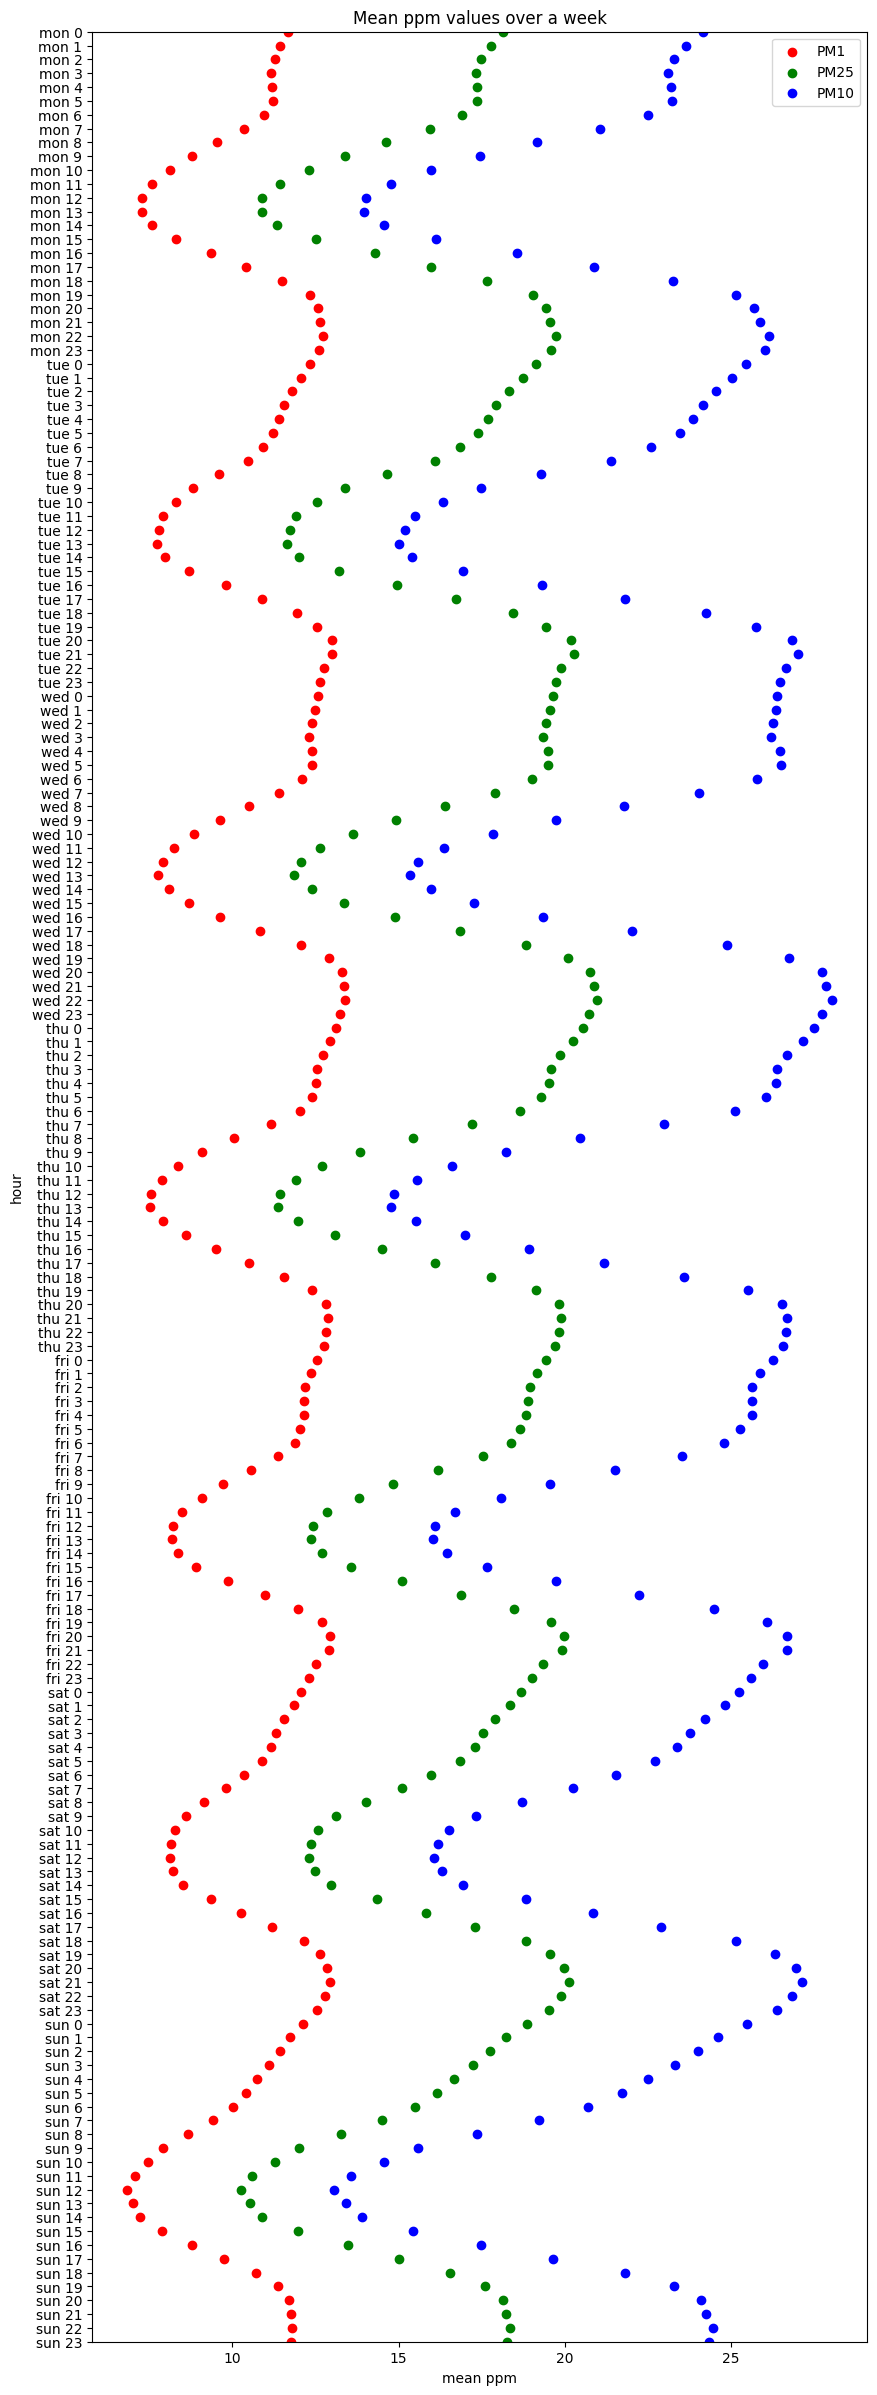 Mean ppm values over a week
PM1
PM25
PM10
mon 0
mon 1
mon 2
mon 3
mon 4
mon 5
mon 6
mon 7
mon 8
mon 9
mon 10
mon 11
mon 12
mon 13
mon 14
mon 15
mon 16
mon 17
mon 18
mon 19
mon 20
mon 21
mon 22
mon 23
tue 0
tue 1
tue 2
tue 3
tue 4
tue 5
tue 6
tue 7
tue 8
tue 9
tue 10
tue 11
tue 12
tue 13
tue 14
tue 15
tue 16
tue 17
tue 18
tue 19
tue 20
tue 21
tue 22
tue 23
wed 0
wed 1
wed 2
wed 3
wed 4
wed 5
wed 6
wed 7
wed 8
wed 9
wed 10
wed 11
wed 12
wed 13
wed 14
wed 15
wed 16
wed 17
wed 18
wed 19
wed 20
wed 21
wed 22
wed 23
thu 0
thu 1
thu 2
thu 3
thu 4
thu 5
thu 6
thu 7
thu 8
thu 9
thu 10
thu 11
thu 12
thu 13
thu 14
thu 15
thu 16
thu 17
thu 18
thu 19
thu 20
thu 21
thu 22
thu 23
fri 0
fri 1
fri 2
fri 3
fri 4
fri 5
fri 6
fri 7
fri 8
fri 9
fri 10
fri 11
fri 12
fri 13
fri 14
fri 15
fri 16
fri 17
fri 18
fri 19
fri 20
fri 21
fri 22
fri 23
sat 0
sat 1
sat 2
sat 3
sat 4
sat 5
sat 6
sat 7
sat 8
sat 9
sat 10
sat 11
sat 12
sat 13
sat 14
sat 15
sat 16
sat 17
sat 18
sat 19
sat 20
sat 21
sat 22
sat 23
sun 0
sun 1
sun 2
sun 3
sun 4
sun 5
sun 6
sun 7
sun 8
sun 9
sun 10
sun 11
sun 12
sun 13
sun 14
sun 15
sun 16
sun 17
sun 18
sun 19
sun 20
sun 21
sun 22
sun 23
hour
10 15 20 25
mean ppm